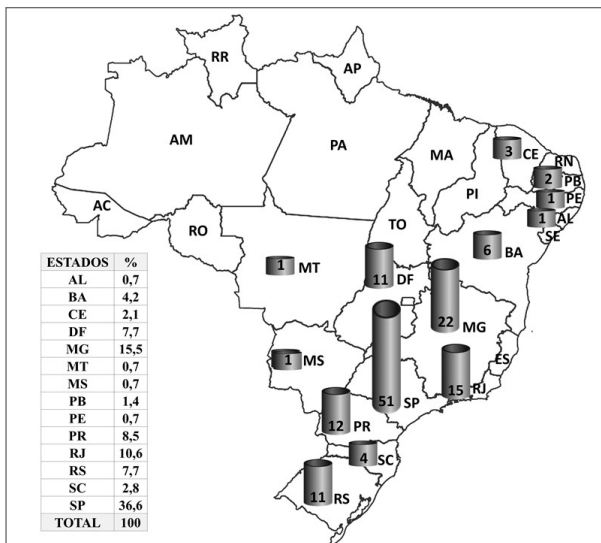 RR
AP
AM
PA
MA
3 CE
RN
2 PB
PI
1 PE
1 AL
SE
AC
RO
TO
6 BA
1 MT
11 DF
22 MG
ES
1 MS
15 RJ
51 SP
12 PR
4 SC
11 RS
ESTADOS %
AL 0,7
BA 4,2
CE 2,1
DF 7,7
MG 15,5
MT 0,7
MS 0,7
PB 1,4
PE 0,7
PR 8,5
RJ 10,6
RS 7,7
SC 2,8
SP 36,6
TOTAL 100